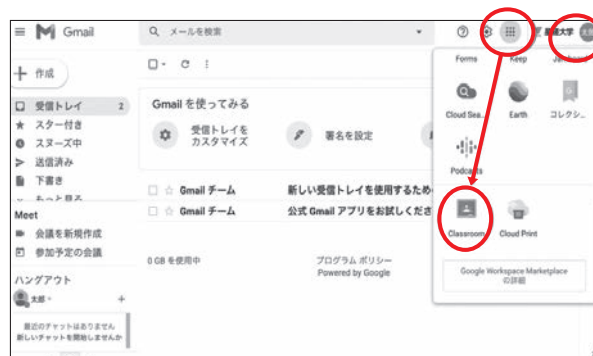 Gmail
メールを検索
大学
太郎
作成
受信トレイ 2
スター付き
スヌーズ中
送信済み
下書き
もっと見る
Meet
会議を新規作成
参加予定の会議
ハングアウト
太郎
+
最近のチャットはありません
新しいチャットを開始しませんか
Gmail を使ってみる
受信トレイを
カスタマイズ
署名を設定
Gmail チーム 新しい受信トレイを使用するため
Gmail チーム 公式 Gmail アプリをお試しくださ
0 GB を使用中
プログラム ポリシー
Powered by Google
Forms Keep
Cloud Sea... Earth コレクシ...
Podcasts
Classroom Cloud Print
Google Workspace Marketplace
の詳細